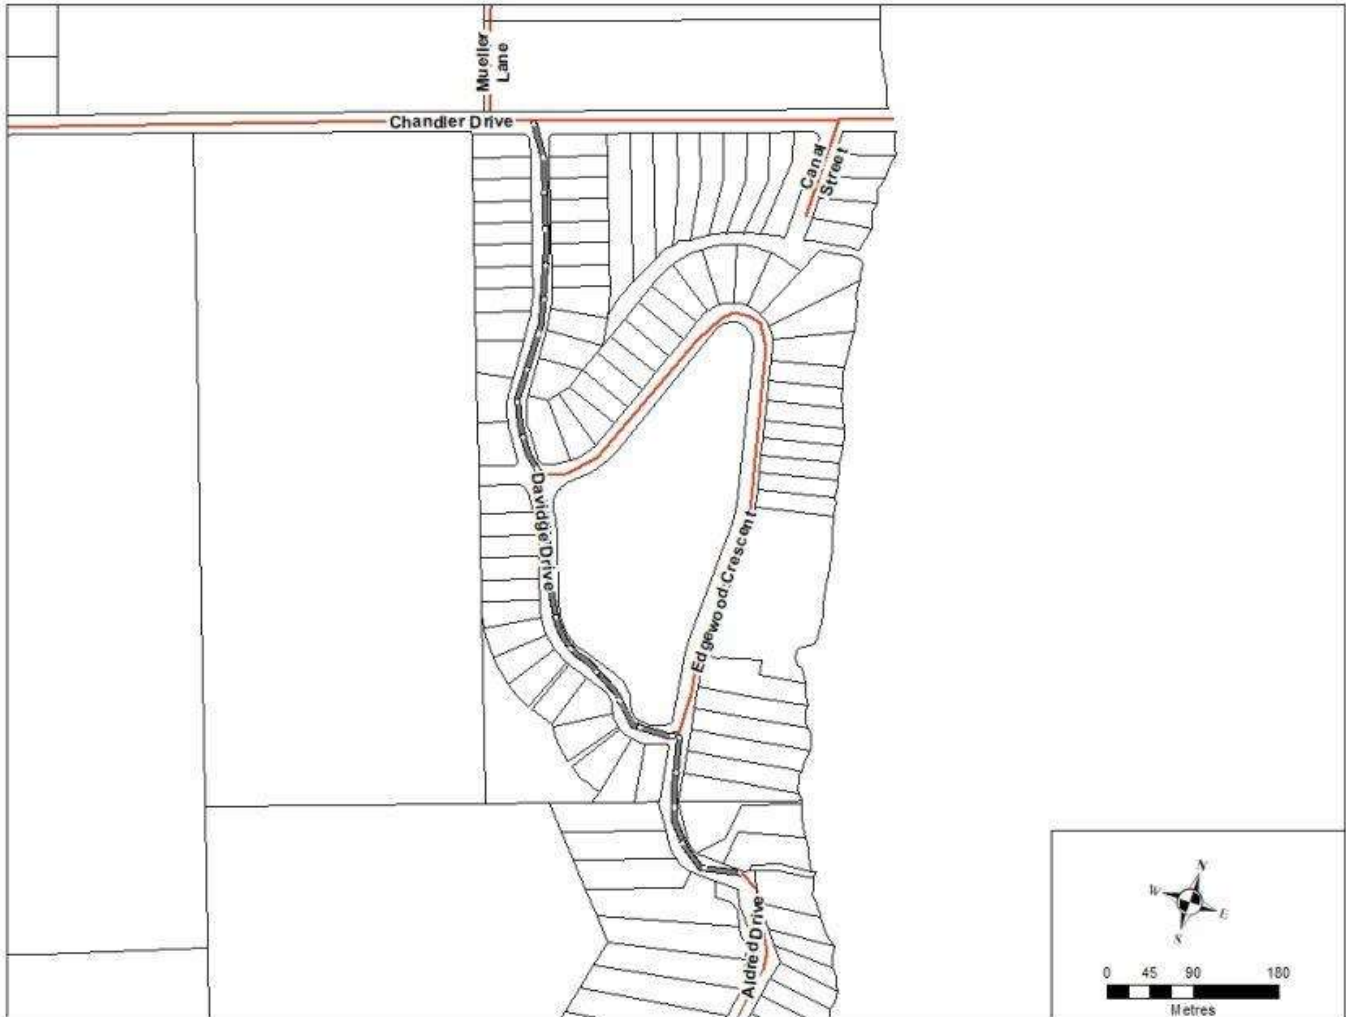 Mueller
Lane
Chandler Drive
Canal
Street
Davidge Drive
Edgewood Crescent
Aldred Drive
N
W
E
S
0 45 90 180
Metres